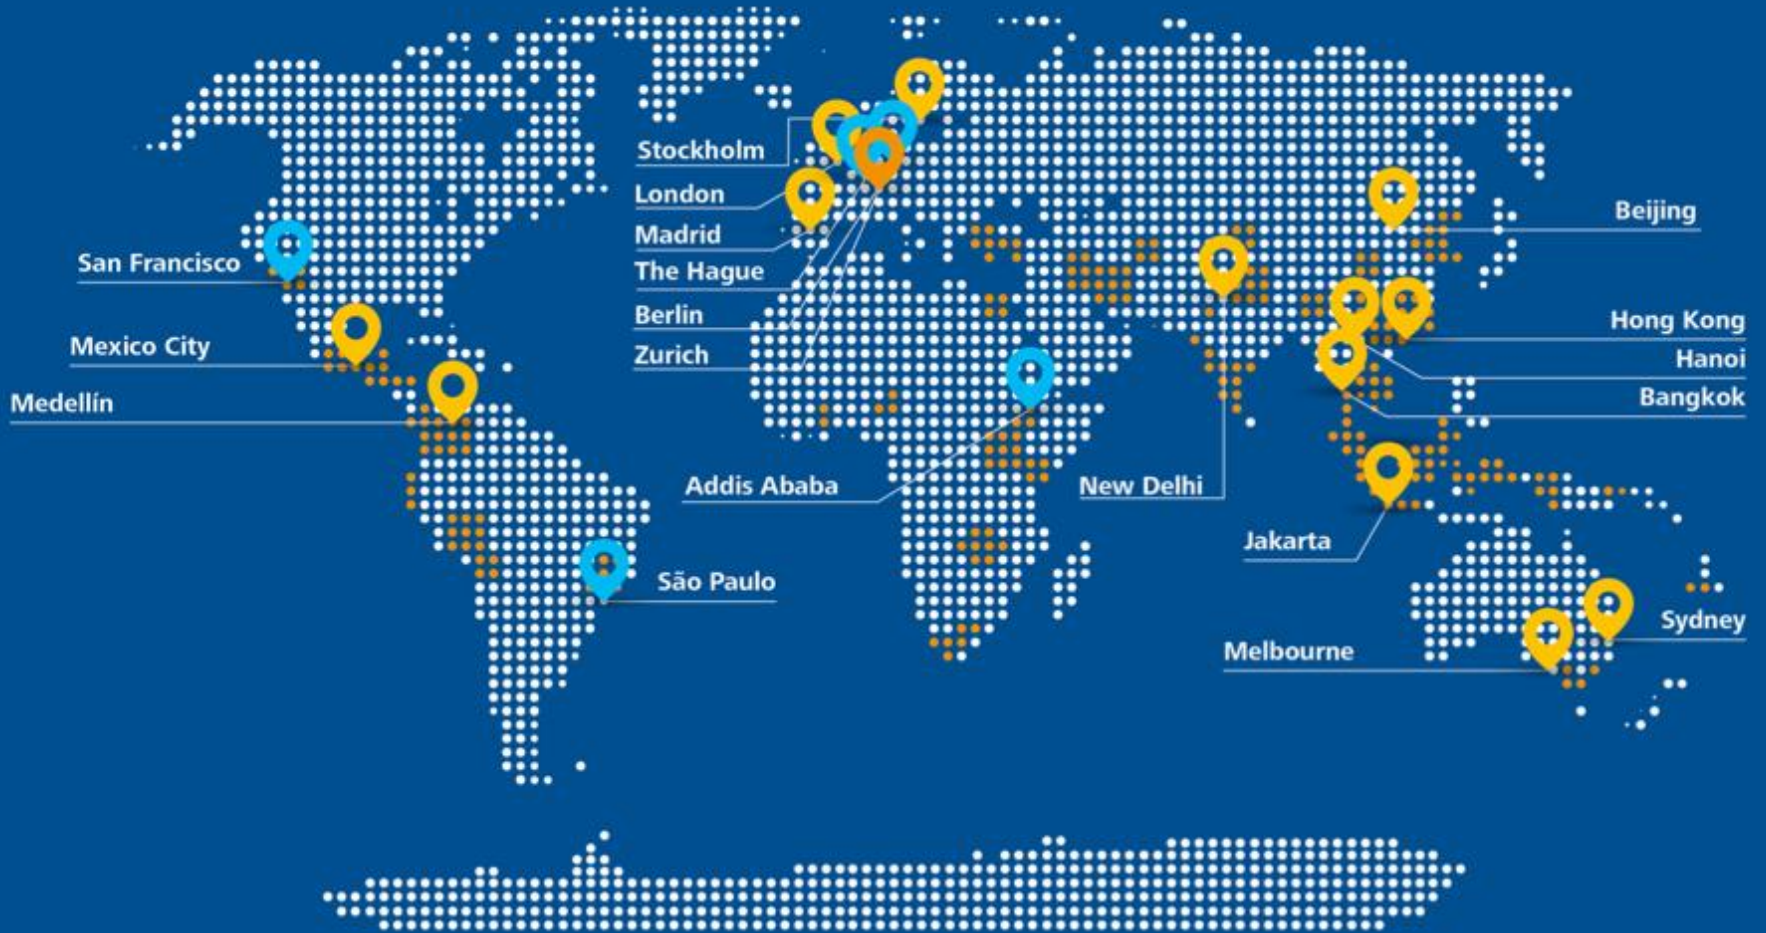 Stockholm
London
Madrid
The Hague
Berlin
Zurich
San Francisco
Mexico City
Medellín
Addis Ababa
São Paulo
New Delhi
Jakarta
Melbourne
Beijing
Hong Kong
Hanoi
Bangkok
Sydney